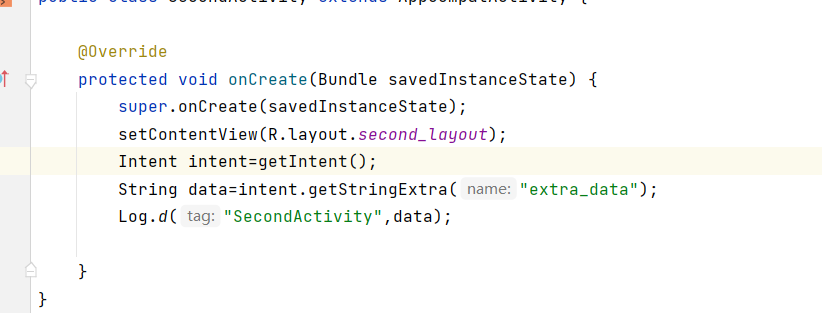 public class SecondActivity extends AppCompatActivity {
@Override
protected void onCreate(Bundle savedInstanceState) {
super.onCreate(savedInstanceState);
setContentView(R.layout.second_layout);
Intent intent=getIntent();
String data=intent.getStringExtra( name: "extra_data");
Log.d( tag: "SecondActivity",data);
}
}